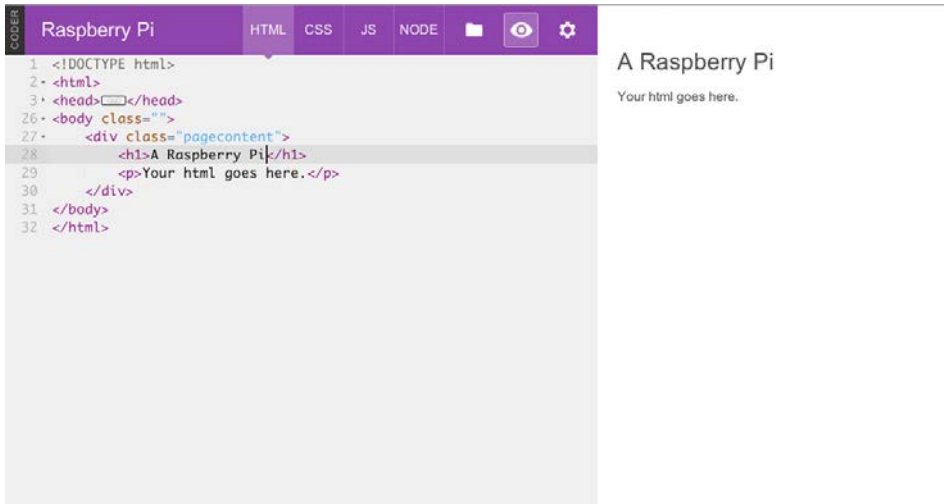 CODER
Raspberry Pi
HTML CSS JS NODE
1 <!DOCTYPE html>
2 <html>
3 <head></head>
26 <body class="">
27 <div class="pagecontent">
28 <h1>A Raspberry Pi</h1>
29 <p>Your html goes here.</p>
30 </div>
31 </body>
32 </html>
A Raspberry Pi
Your html goes here.